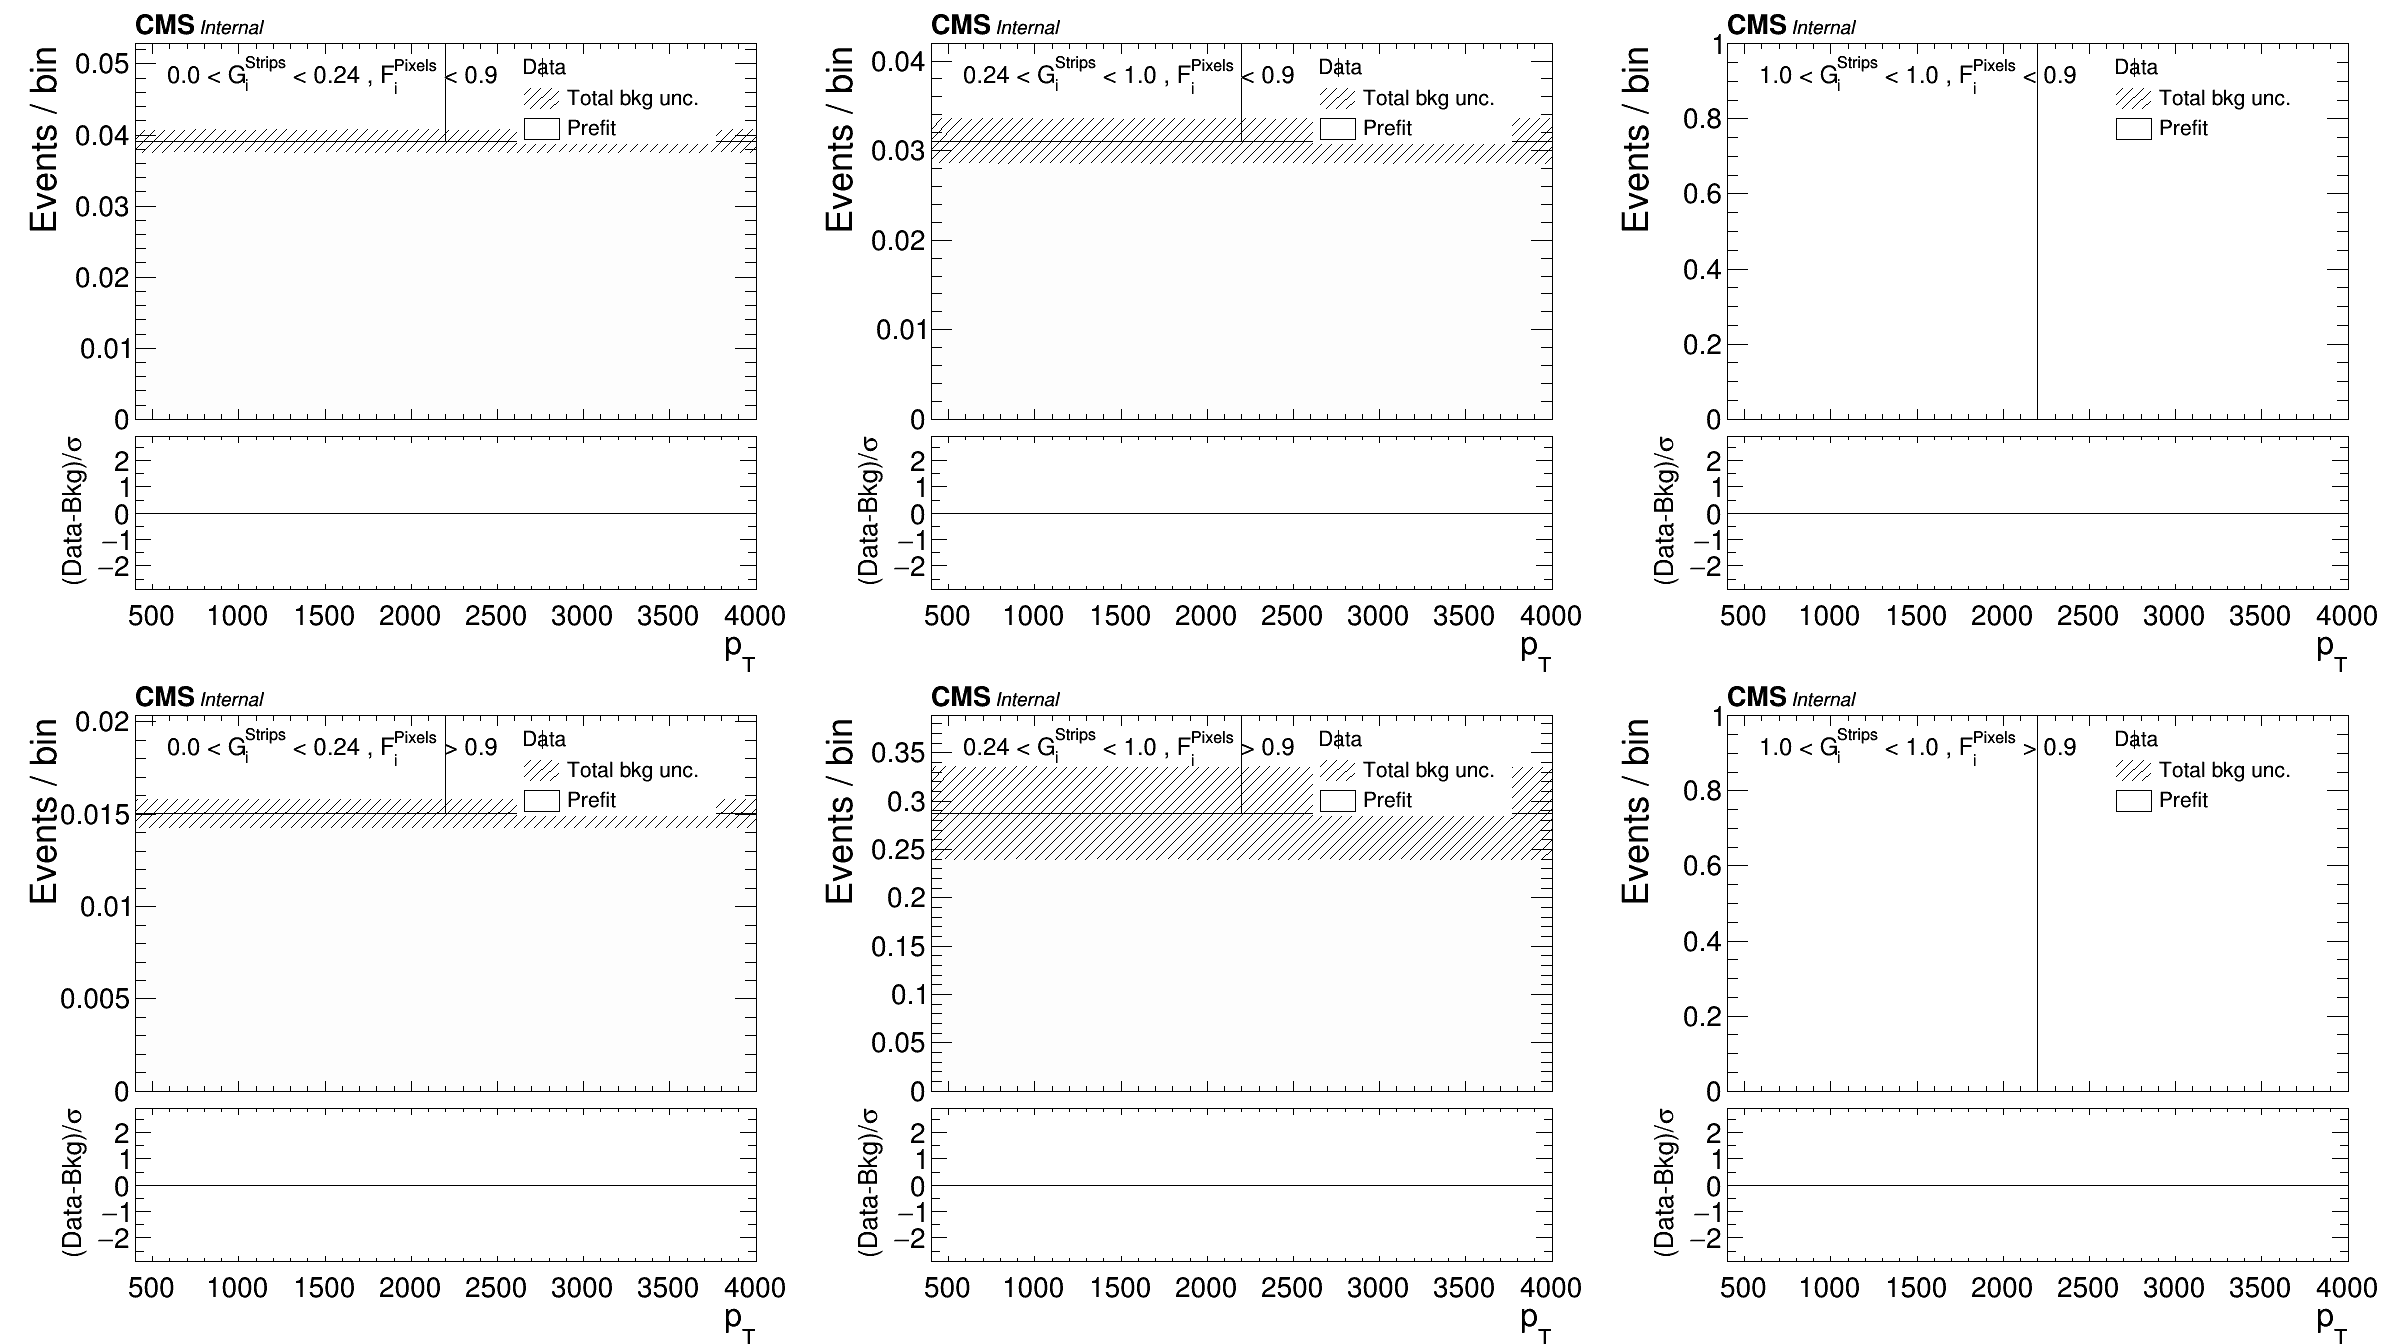 CMS Internal
Events / bin
0.0 < G_i^Strips < 0.24 , F_i^Pixels < 0.9
Data
Total bkg unc.
Prefit
0.05
0.04
0.03
0.02
0.01
0
(Data-Bkg)/σ
2
1
0
−1
−2
500 1000 1500 2000 2500 3000 3500 4000
p_T
CMS Internal
Events / bin
0.24 < G_i^Strips < 1.0 , F_i^Pixels < 0.9
Data
Total bkg unc.
Prefit
0.04
0.03
0.02
0.01
0
(Data-Bkg)/σ
2
1
0
−1
−2
500 1000 1500 2000 2500 3000 3500 4000
p_T
CMS Internal
Events / bin
1.0 < G_i^Strips < 1.0 , F_i^Pixels < 0.9
Data
Total bkg unc.
Prefit
1
0.8
0.6
0.4
0.2
0
(Data-Bkg)/σ
2
1
0
−1
−2
500 1000 1500 2000 2500 3000 3500 4000
p_T
CMS Internal
Events / bin
0.0 < G_i^Strips < 0.24 , F_i^Pixels > 0.9
Data
Total bkg unc.
Prefit
0.02
0.015
0.01
0.005
0
(Data-Bkg)/σ
2
1
0
−1
−2
500 1000 1500 2000 2500 3000 3500 4000
p_T
CMS Internal
Events / bin
0.24 < G_i^Strips < 1.0 , F_i^Pixels > 0.9
Data
Total bkg unc.
Prefit
0.35
0.3
0.25
0.2
0.15
0.1
0.05
0
(Data-Bkg)/σ
2
1
0
−1
−2
500 1000 1500 2000 2500 3000 3500 4000
p_T
CMS Internal
Events / bin
1.0 < G_i^Strips < 1.0 , F_i^Pixels > 0.9
Data
Total bkg unc.
Prefit
1
0.8
0.6
0.4
0.2
0
(Data-Bkg)/σ
2
1
0
−1
−2
500 1000 1500 2000 2500 3000 3500 4000
p_T